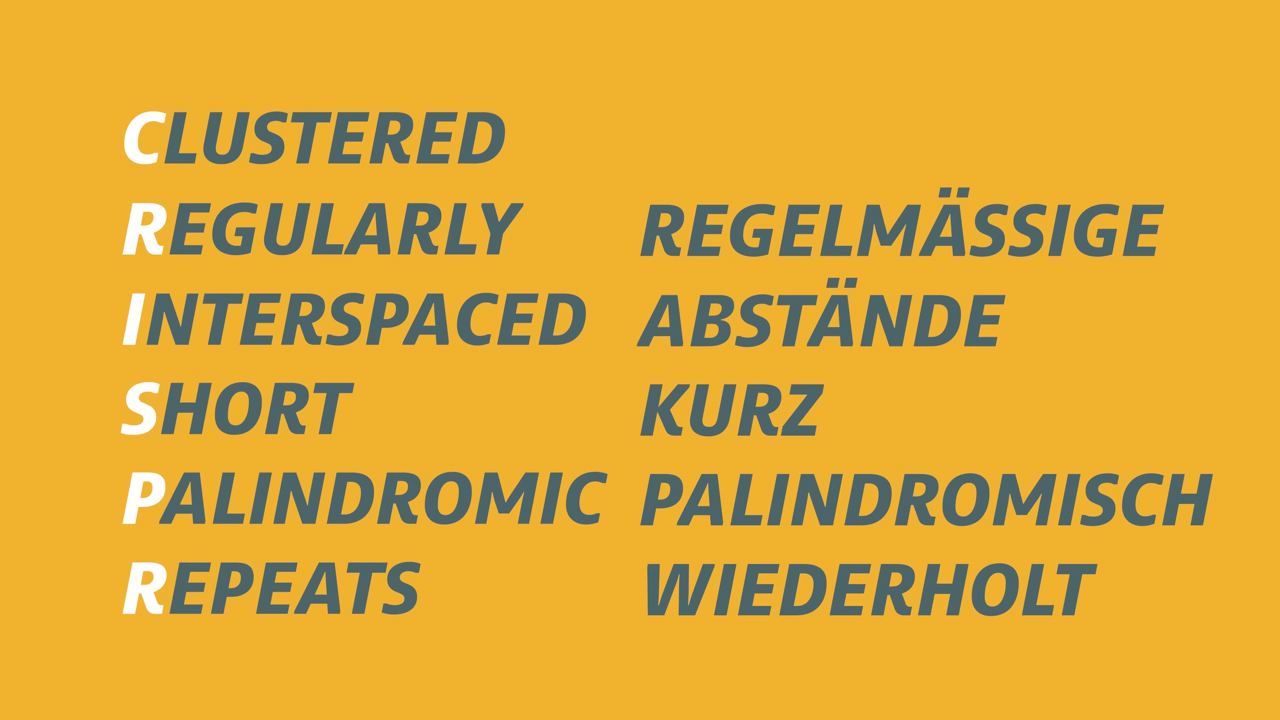 CLUSTERED
REGULARLY REGELMÄSSIGE
INTERSPACED ABSTÄNDE
SHORT KURZ
PALINDROMIC PALINDROMISCH
REPEATS WIEDERHOLT